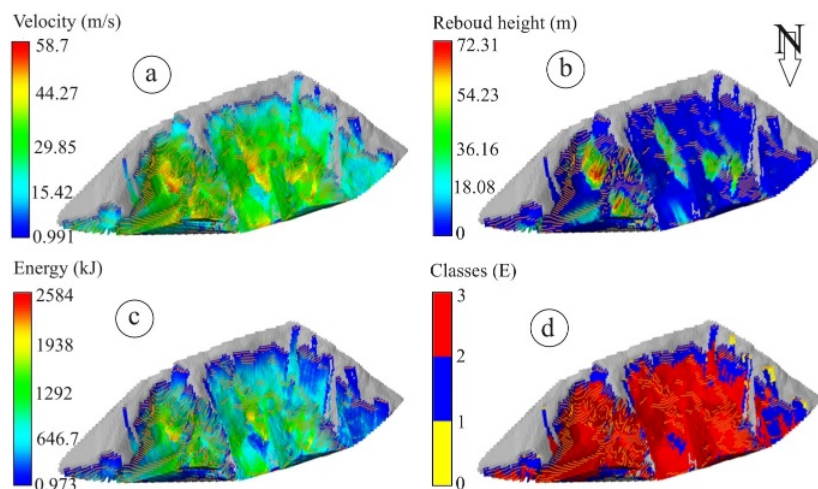 Velocity (m/s)
58.7
44.27
29.85
15.42
0.991
a
Reboud height (m)
72.31
54.23
36.16
18.08
0
b
N
Energy (kJ)
2584
1938
1292
646.7
0.973
c
Classes (E)
3
2
1
0
d